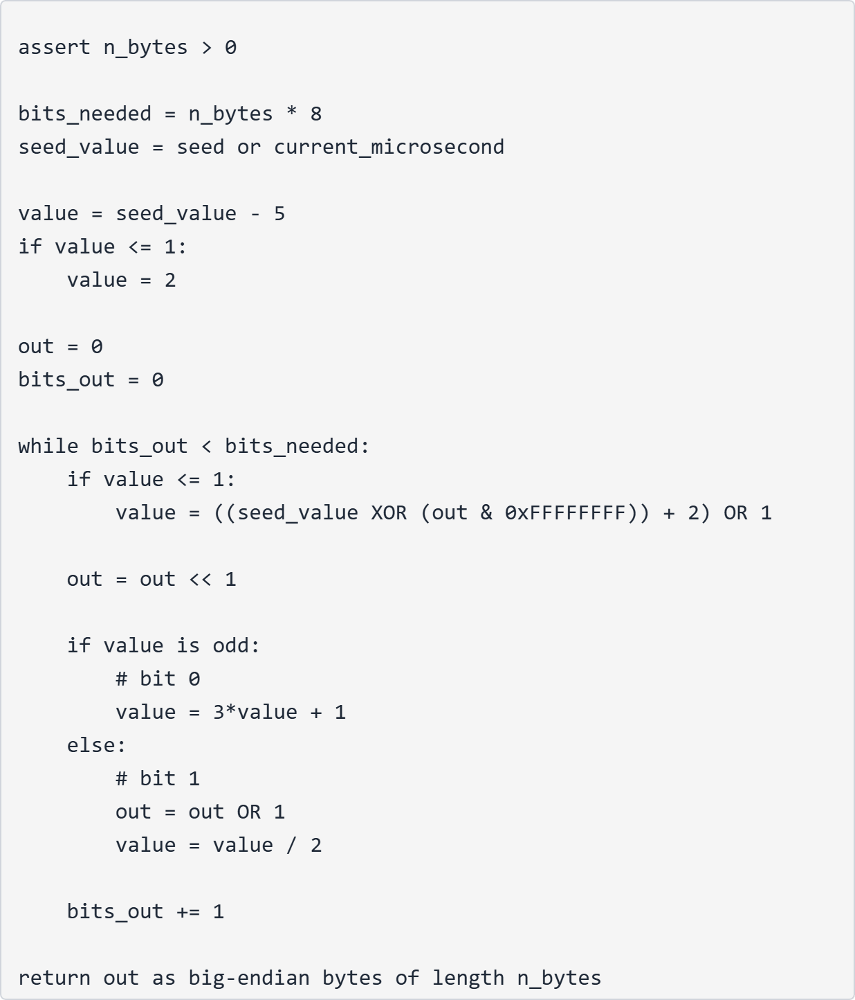 assert n_bytes > 0

bits_needed = n_bytes * 8
seed_value = seed or current_microsecond

value = seed_value - 5
if value <= 1:
    value = 2

out = 0
bits_out = 0

while bits_out < bits_needed:
    if value <= 1:
        value = ((seed_value XOR (out & 0xFFFFFFFF)) + 2) OR 1

    out = out << 1

    if value is odd:
        # bit 0
        value = 3*value + 1
    else:
        # bit 1
        out = out OR 1
        value = value / 2

    bits_out += 1

return out as big-endian bytes of length n_bytes